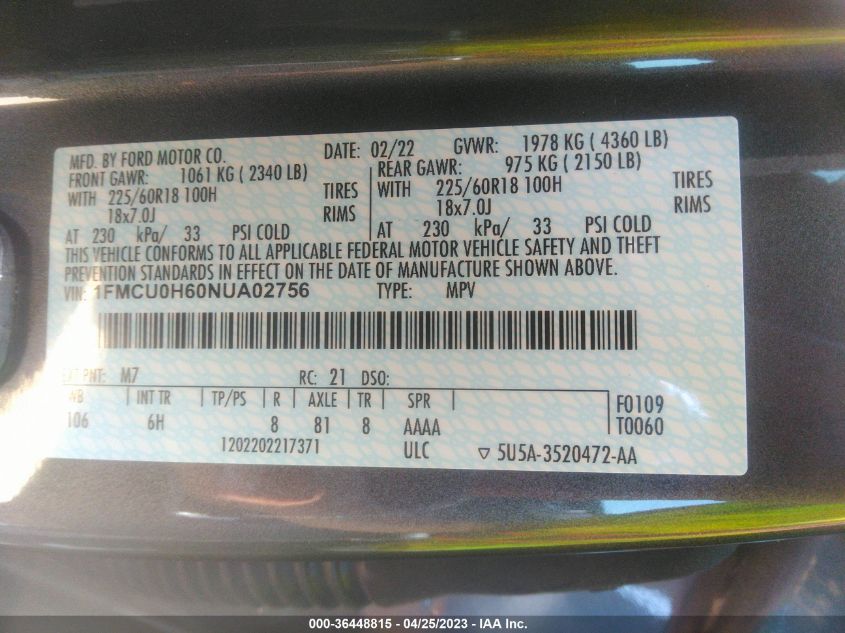 MFD. BY FORD MOTOR CO. DATE: 02/22 GVWR: 1978 KG ( 4360 LB)
FRONT GAWR: 1061 KG ( 2340 LB) REAR GAWR: 975 KG ( 2150 LB)
WITH 225/60R18 100H TIRES WITH 225/60R18 100H TIRES
18x7.0J RIMS 18x7.0J RIMS
AT 230 kPa/ 33 PSI COLD AT 230 kPa/ 33 PSI COLD
THIS VEHICLE CONFORMS TO ALL APPLICABLE FEDERAL MOTOR VEHICLE SAFETY AND THEFT
PREVENTION STANDARDS IN EFFECT ON THE DATE OF MANUFACTURE SHOWN ABOVE.
VIN: 1FMCU0H60NUA02756 TYPE: MPV
EXT PNT: M7 RC: 21 DSO:
WB INT TR TP/PS R AXLE TR SPR F0109
106 6H 8 81 8 AAAA T0060
1202202217371 ULC ▽ 5U5A-3520472-AA
000-36448815 - 04/25/2023 - IAA Inc.